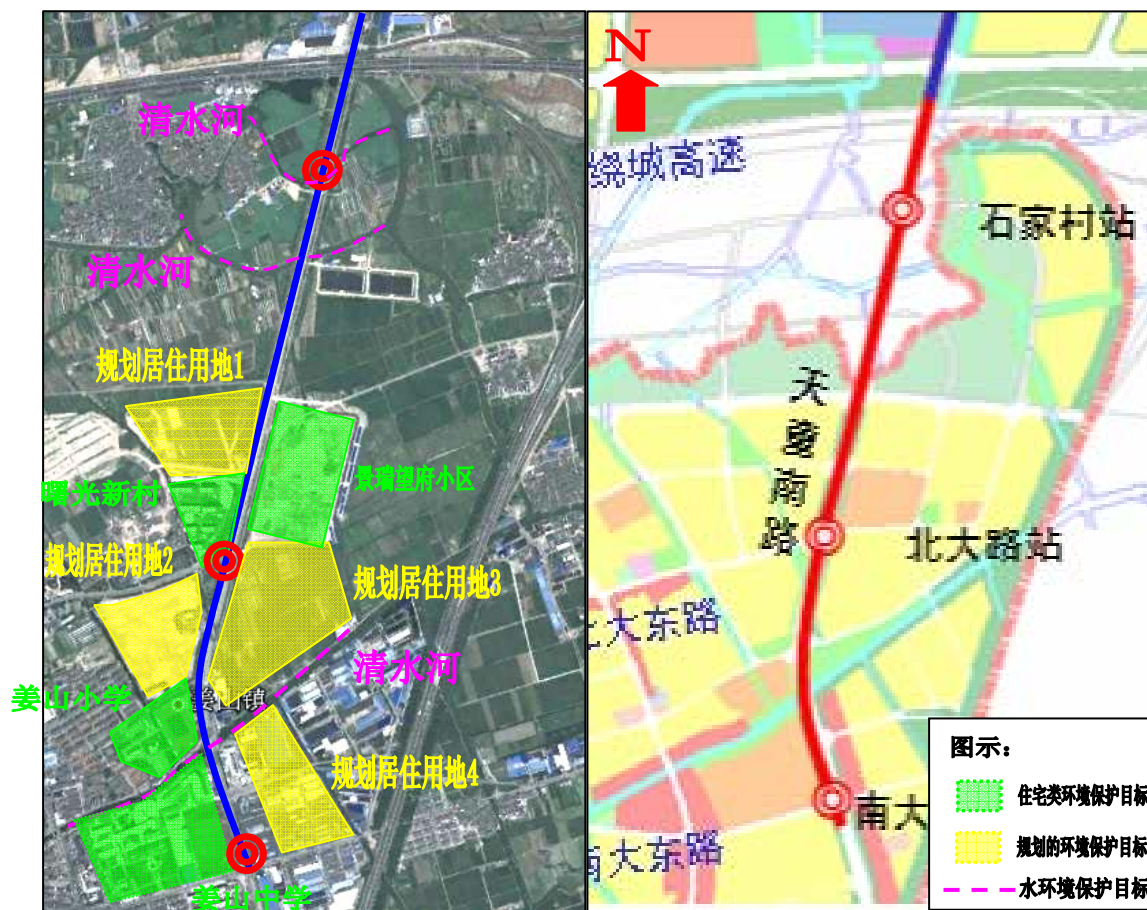 清水河
清水河
规划居住用地1
景瑞望府小区
曙光新村
规划居住用地2
规划居住用地3
清水河
姜山小学
姜山镇
规划居住用地4
姜山中学
N
绕城高速
石家村站
天童南路
北大路站
北大东路
南大
南大东路
图示：
住宅类环境保护目标
规划的环境保护目标
水环境保护目标